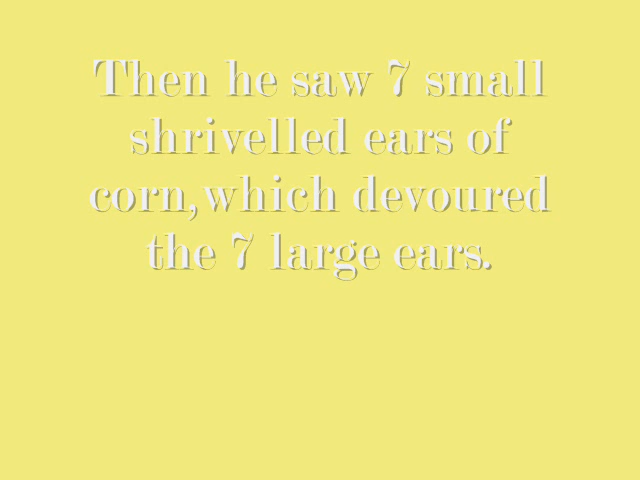 Then he saw 7 small
shrivelled ears of
corn,which devoured
the 7 large ears.